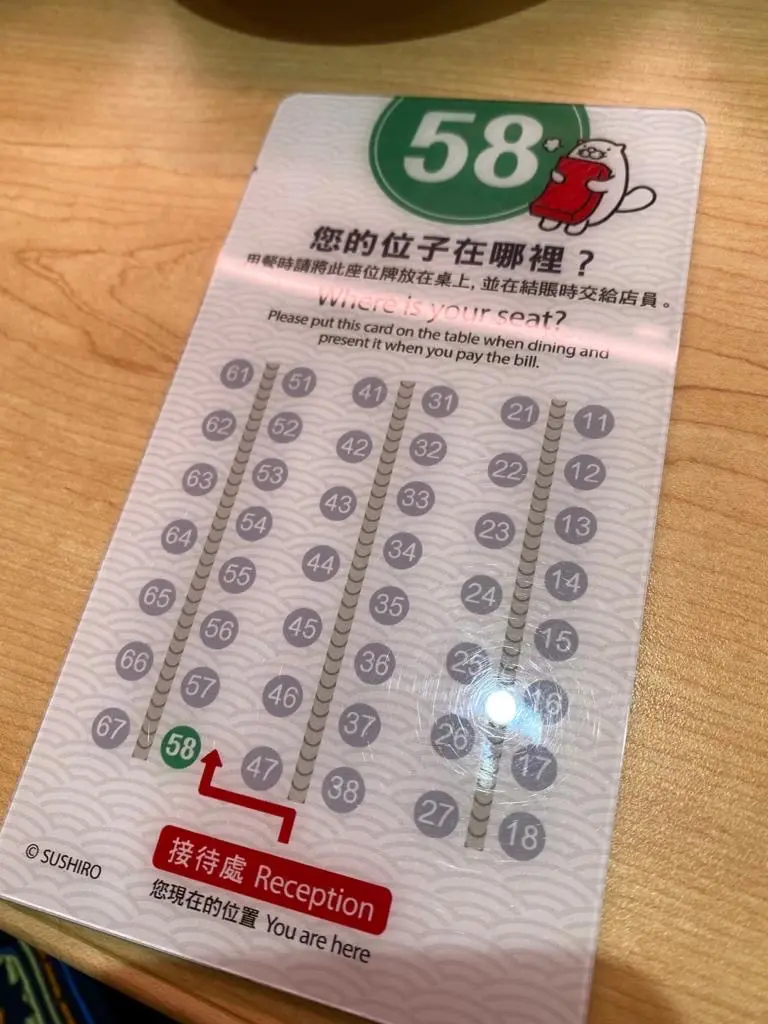 58
您的位子在哪裡？
用餐時請將此座位牌放在桌上, 並在結賬時交給店員。
Where is your seat?
Please put this card on the table when dining and
present it when you pay the bill.
61 51 41 31 21 11
62 52 42 32 22 12
63 53 43 33 23 13
64 54 44 34 24 14
65 55 45 35 25 15
66 56 46 36 26 16
67 57 47 37 27 17
58 38 18
接待處 Reception
您現在的位置 You are here
© SUSHIRO